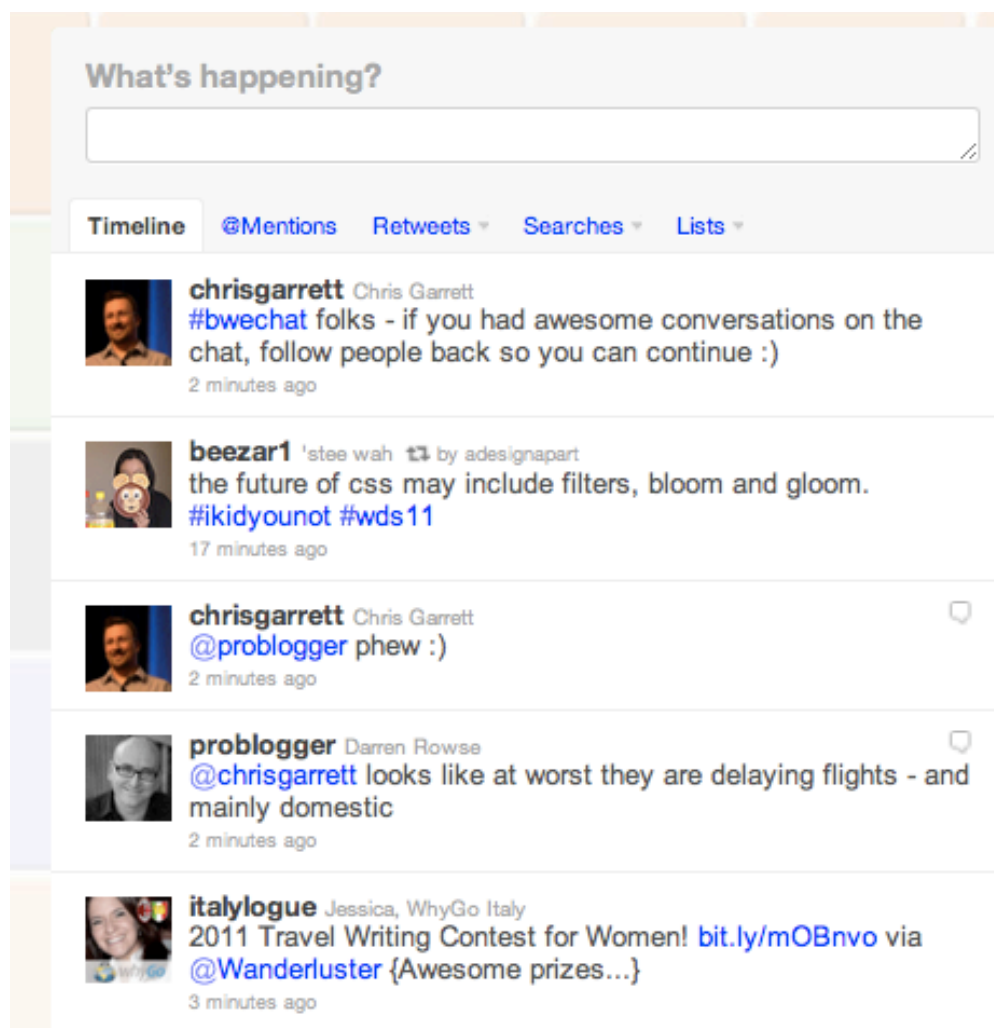 What's happening?
Timeline @Mentions Retweets Searches Lists
chrisgarrett Chris Garrett
#bwechat folks - if you had awesome conversations on the
chat, follow people back so you can continue :)
2 minutes ago
beezar1 'stee wah by adesignapart
the future of css may include filters, bloom and gloom.
#ikidyounot #wds11
17 minutes ago
chrisgarrett Chris Garrett
@problogger phew :)
2 minutes ago
problogger Darren Rowse
@chrisgarrett looks like at worst they are delaying flights - and
mainly domestic
2 minutes ago
italylogue Jessica, WhyGo Italy
2011 Travel Writing Contest for Women! bit.ly/mOBnvo via
@Wanderluster {Awesome prizes...}
3 minutes ago
whyGo